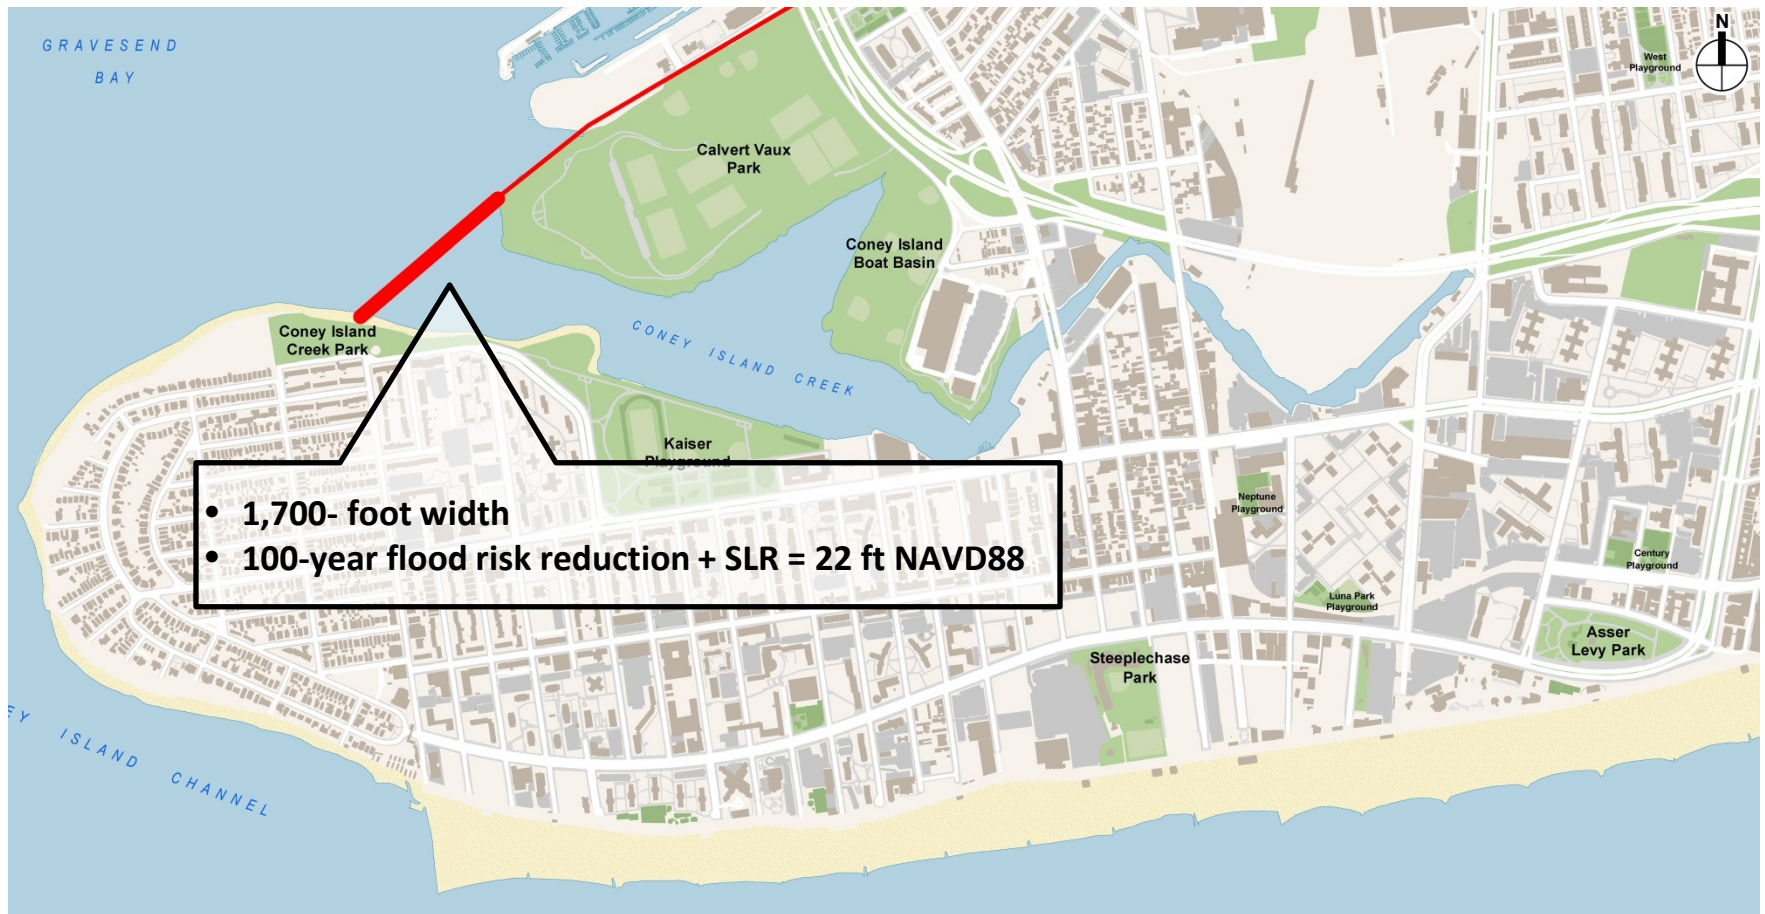 GRAVESEND
BAY
N
West
Playground
Calvert Vaux
Park
Coney Island
Boat Basin
Coney Island
Creek Park
CONEY ISLAND CREEK
Kaiser
Playground
• 1,700- foot width
• 100-year flood risk reduction + SLR = 22 ft NAVD88
Neptune
Playground
Century
Playground
Luna Park
Playground
Asser
Levy Park
Steeplechase
Park
EY ISLAND CHANNEL